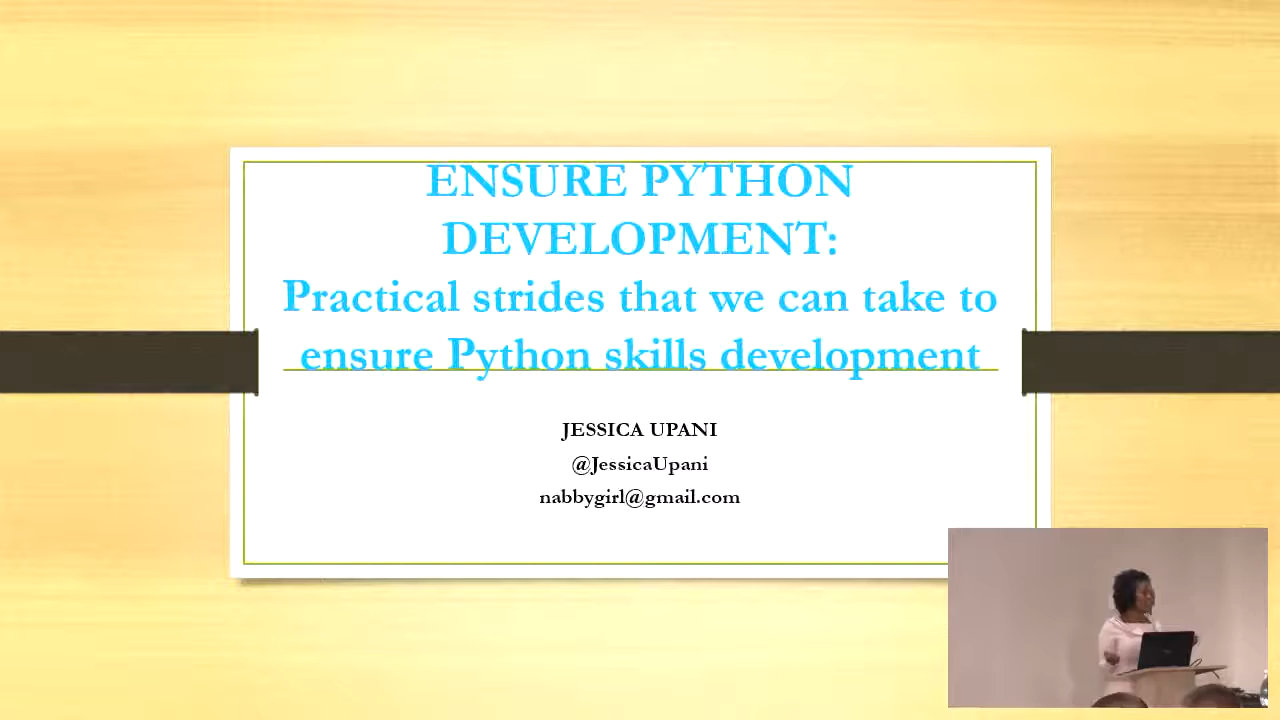 ENSURE PYTHON
DEVELOPMENT:
Practical strides that we can take to
ensure Python skills development
JESSICA UPANI
@JessicaUpani
nabbygirl@gmail.com